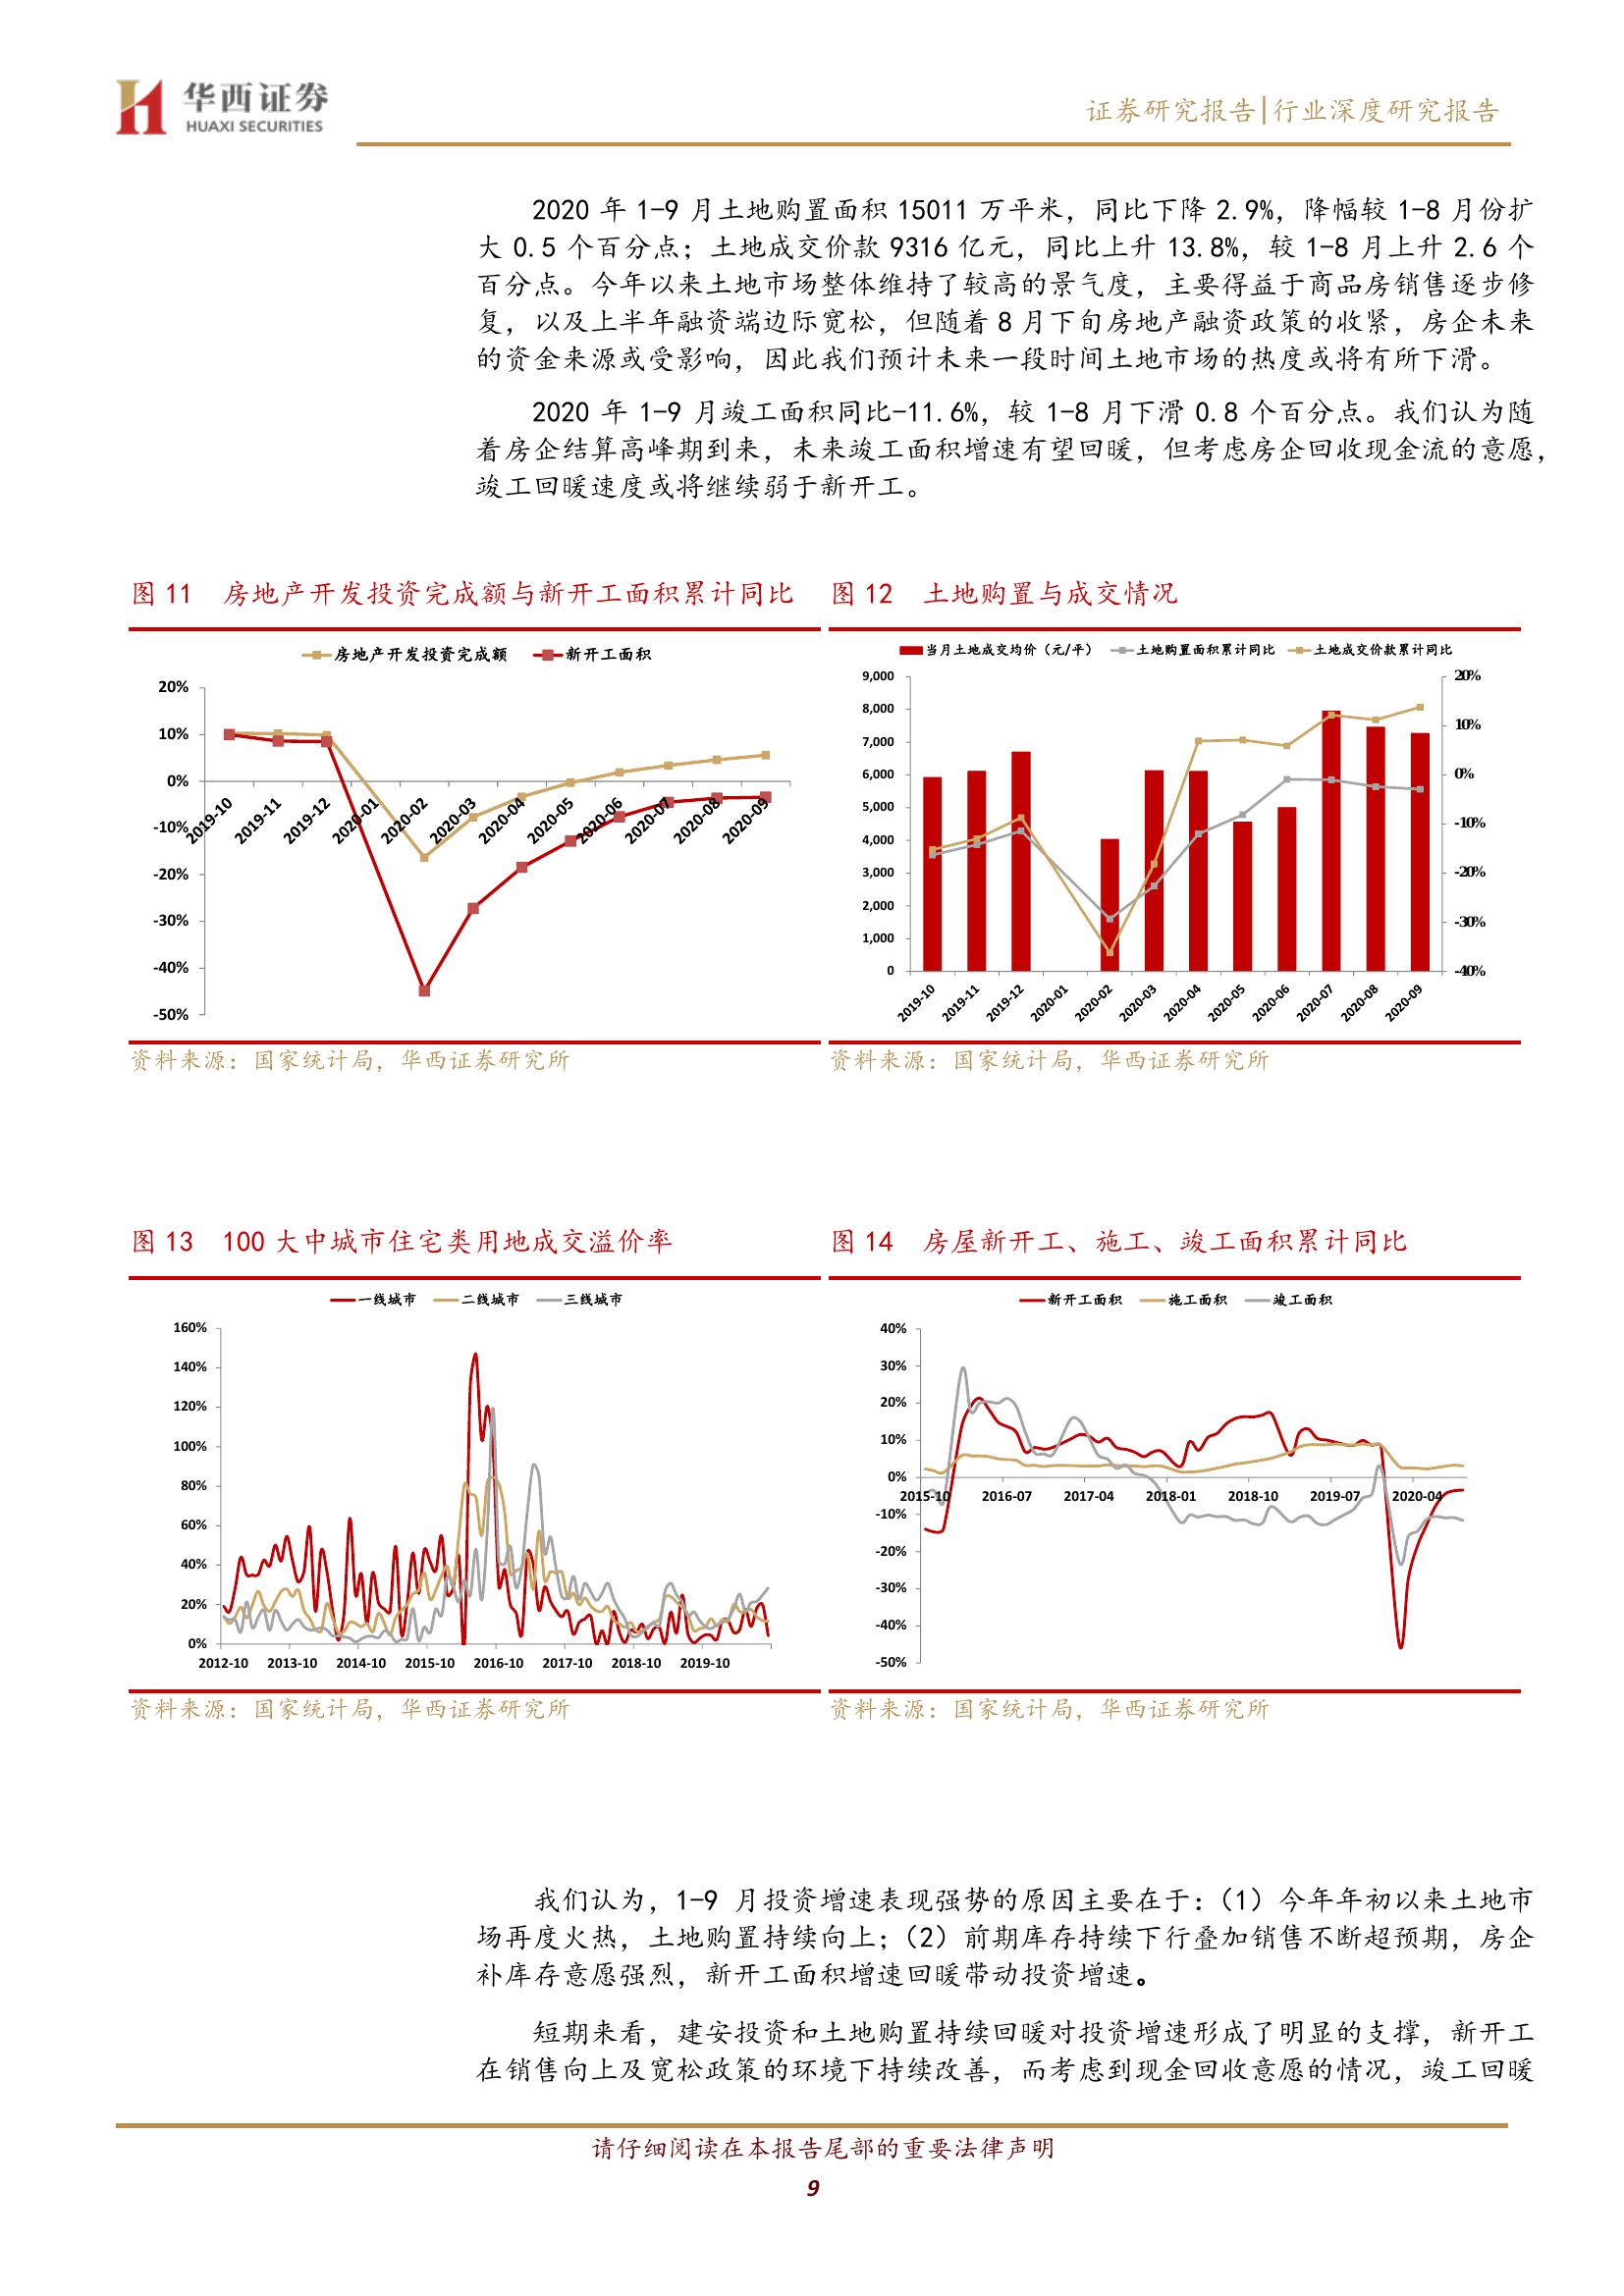 华西证券
HUAXI SECURITIES
证券研究报告|行业深度研究报告
2020 年 1-9 月土地购置面积 15011 万平米，同比下降 2.9%，降幅较 1-8 月份扩
大 0.5 个百分点；土地成交价款 9316 亿元，同比上升 13.8%，较 1-8 月上升 2.6 个
百分点。今年以来土地市场整体维持了较高的景气度，主要得益于商品房销售逐步修
复，以及上半年融资端边际宽松，但随着 8 月下旬房地产融资政策的收紧，房企未来
的资金来源或受影响，因此我们预计未来一段时间土地市场的热度或将有所下滑。
2020 年 1-9 月竣工面积同比-11.6%，较 1-8 月下滑 0.8 个百分点。我们认为随
着房企结算高峰期到来，未来竣工面积增速有望回暖，但考虑房企回收现金流的意愿，
竣工回暖速度或将继续弱于新开工。
图 11 房地产开发投资完成额与新开工面积累计同比
房地产开发投资完成额 新开工面积
20%
10%
0%
-10%
-20%
-30%
-40%
-50%
2019-10 2019-11 2019-12 2020-01 2020-02 2020-03 2020-04 2020-05 2020-06 2020-07 2020-08 2020-09
资料来源：国家统计局，华西证券研究所
图 12 土地购置与成交情况
当月土地成交均价（元/平） 土地购置面积累计同比 土地成交价款累计同比
9,000
8,000
7,000
6,000
5,000
4,000
3,000
2,000
1,000
0
20%
10%
0%
-10%
-20%
-30%
-40%
2019-10 2019-11 2019-12 2020-01 2020-02 2020-03 2020-04 2020-05 2020-06 2020-07 2020-08 2020-09
资料来源：国家统计局，华西证券研究所
图 13 100 大中城市住宅类用地成交溢价率
一线城市 二线城市 三线城市
160%
140%
120%
100%
80%
60%
40%
20%
0%
2012-10 2013-10 2014-10 2015-10 2016-10 2017-10 2018-10 2019-10
资料来源：国家统计局，华西证券研究所
图 14 房屋新开工、施工、竣工面积累计同比
新开工面积 施工面积 竣工面积
40%
30%
20%
10%
0%
-10%
-20%
-30%
-40%
-50%
2015-10 2016-07 2017-04 2018-01 2018-10 2019-07 2020-04
资料来源：国家统计局，华西证券研究所
我们认为，1-9 月投资增速表现强势的原因主要在于：（1）今年年初以来土地市
场再度火热，土地购置持续向上；（2）前期库存持续下行叠加销售不断超预期，房企
补库存意愿强烈，新开工面积增速回暖带动投资增速。
短期来看，建安投资和土地购置持续回暖对投资增速形成了明显的支撑，新开工
在销售向上及宽松政策的环境下持续改善，而考虑到现金回收意愿的情况，竣工回暖
请仔细阅读在本报告尾部的重要法律声明
9